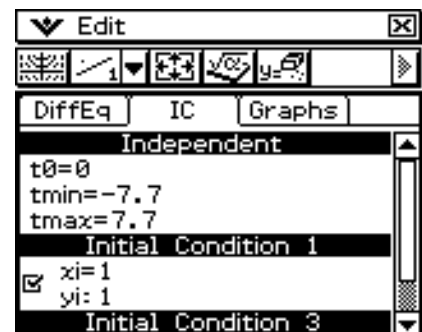 Edit
1 y=
DiffEq IC Graphs
Independent
t0=0
tmin=-7.7
tmax=7.7
Initial Condition 1
xi=1
yi: 1
Initial Condition 3